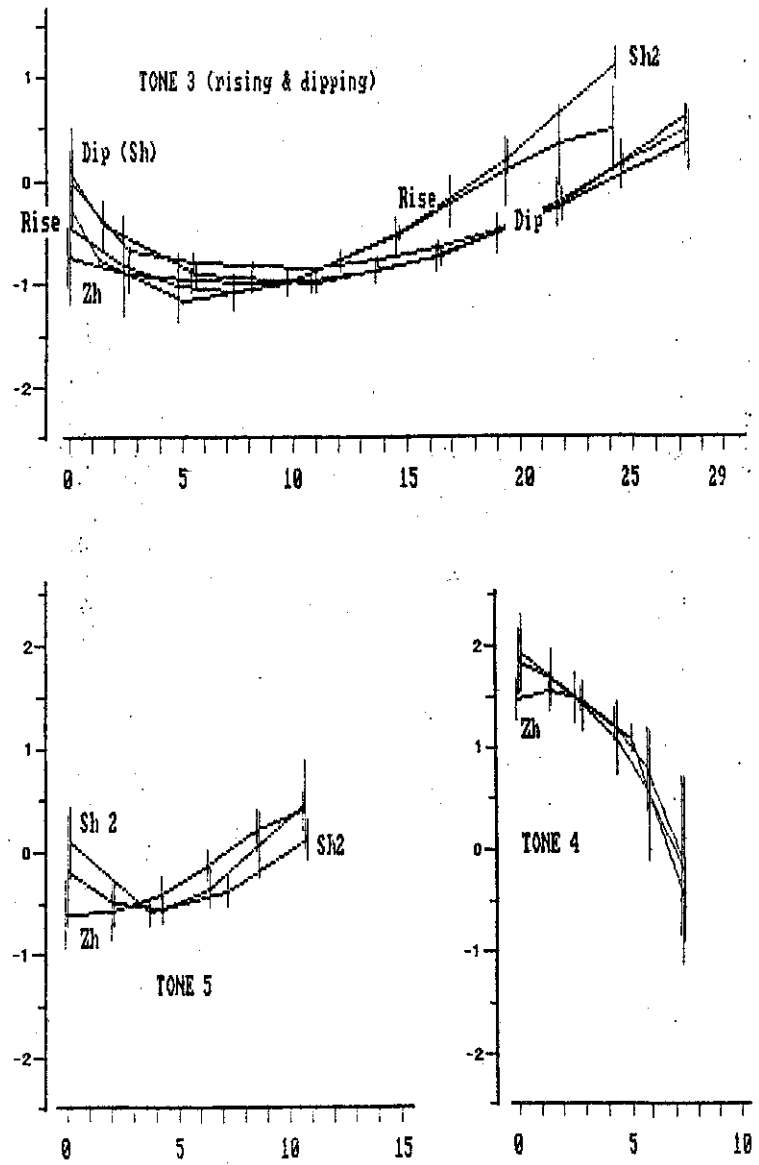 Sh2
1
TONE 3 (rising & dipping)
Dip (Sh)
0
Rise
Rise
Dip
Zh
-1
-2
0 5 10 15 20 25 29
2
1
Sh 2
0
Sh2
Zh
-1
TONE 5
-2
0 5 10 15
2
Zh
1
TONE 4
0
-1
-2
0 5 10